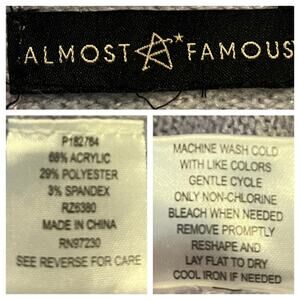 ALMOST FAMOUS
P182764
68% ACRYLIC
29% POLYESTER
3% SPANDEX
RZ6380
MADE IN CHINA
RN97230
SEE REVERSE FOR CARE
MACHINE WASH COLD
WITH LIKE COLORS
GENTLE CYCLE
ONLY NON-CHLORINE
BLEACH WHEN NEEDED
REMOVE PROMPTLY
RESHAPE AND
LAY FLAT TO DRY
COOL IRON IF NEEDED